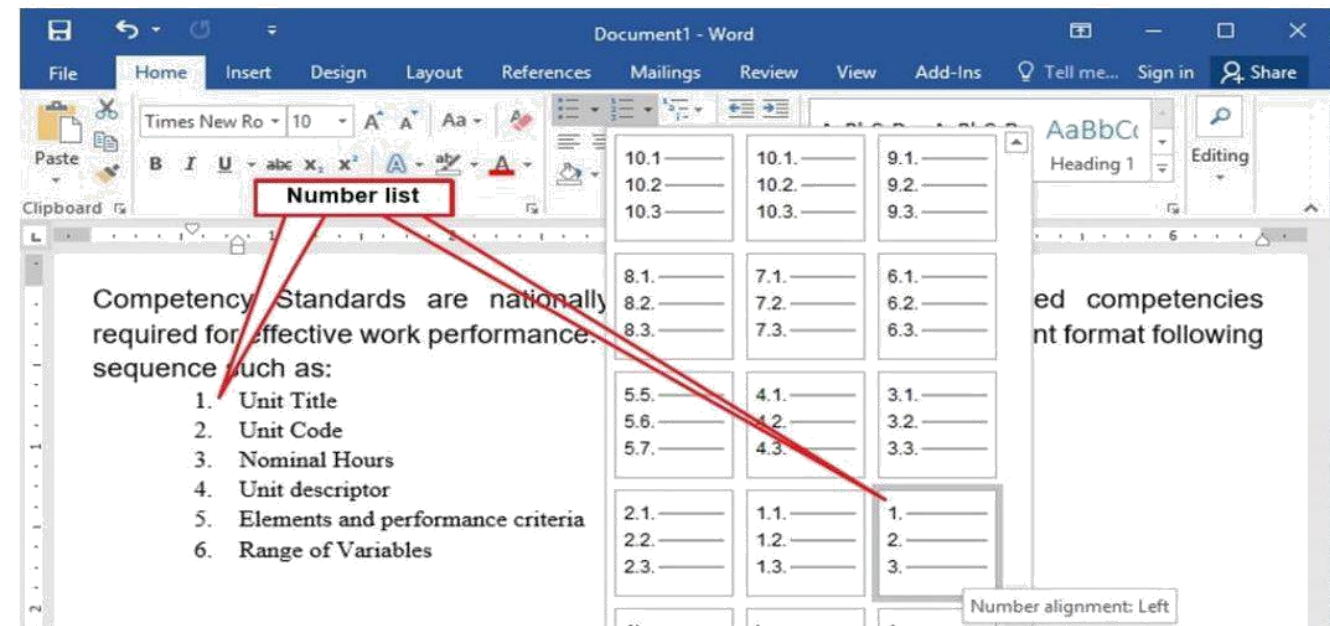 Document1 - Word
File Home Insert Design Layout References Mailings Review View Add-Ins Tell me... Sign in Share
Times New Ro 10 A A Aa
Paste B I U abc X₂ X² A aby A
AaBbC
Heading 1
Editing
Clipboard
Number list
10.1
10.2
10.3
10.1.
10.2.
10.3.
9.1.
9.2.
9.3.
8.1.
8.2.
8.3.
7.1.
7.2.
7.3.
6.1.
6.2.
6.3.
5.5.
5.6.
5.7.
4.1.
4.2.
4.3.
3.1.
3.2.
3.3.
2.1.
2.2.
2.3.
1.1.
1.2.
1.3.
1.
2.
3.
Number alignment: Left
Competency Standards are nationally ed competencies
required for effective work performance. nt format following
sequence such as:
1. Unit Title
2. Unit Code
3. Nominal Hours
4. Unit descriptor
5. Elements and performance criteria
6. Range of Variables